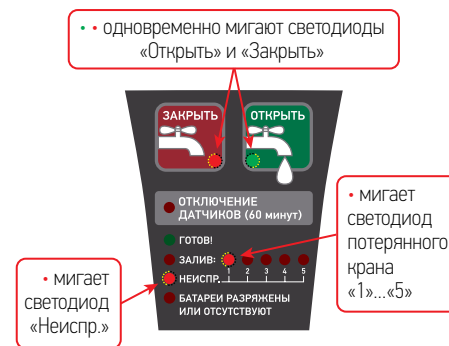 • • одновременно мигают светодиоды
«Открыть» и «Закрыть»
ЗАКРЫТЬ
ОТКРЫТЬ
ОТКЛЮЧЕНИЕ
ДАТЧИКОВ (60 минут)
ГОТОВ!
ЗАЛИВ:
НЕИСПР.
1 2 3 4 5
БАТАРЕИ РАЗРЯЖЕНЫ
ИЛИ ОТСУТСТВУЮТ
• мигает
светодиод
потерянного
крана
«1»...«5»
• мигает
светодиод
«Неиспр.»